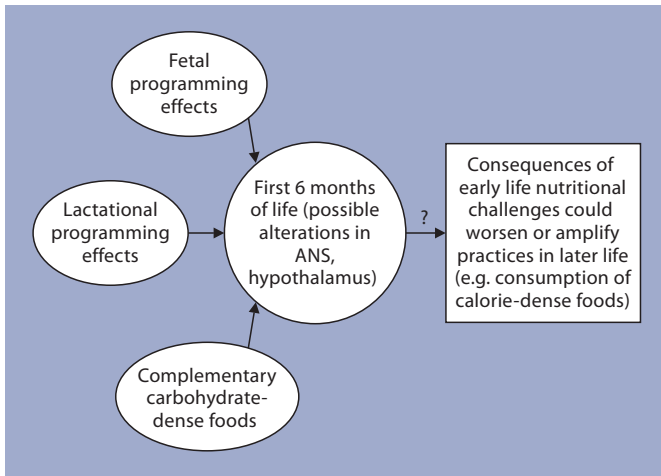 Fetal
programming
effects
Lactational
programming
effects
Complementary
carbohydrate-
dense foods
First 6 months
of life (possible
alterations in
ANS,
hypothalamus)
?
Consequences of
early life nutritional
challenges could
worsen or amplify
practices in later life
(e.g. consumption of
calorie-dense foods)